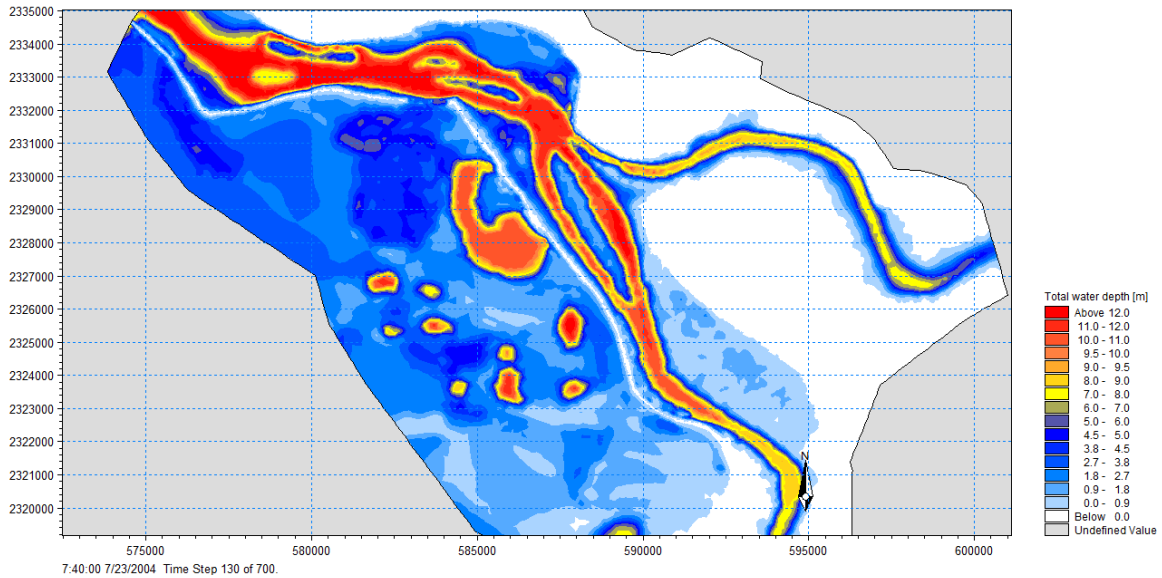 2335000
2334000
2333000
2332000
2331000
2330000
2329000
2328000
2327000
2326000
2325000
2324000
2323000
2322000
2321000
2320000
575000 580000 585000 590000 595000 600000
N
7:40:00 7/23/2004 Time Step 130 of 700.
Total water depth [m]
Above 12.0
11.0 - 12.0
10.0 - 11.0
9.5 - 10.0
9.0 - 9.5
8.0 - 9.0
7.0 - 8.0
6.0 - 7.0
5.0 - 6.0
4.5 - 5.0
3.8 - 4.5
2.7 - 3.8
1.8 - 2.7
0.9 - 1.8
0.0 - 0.9
Below 0.0
Undefined Value